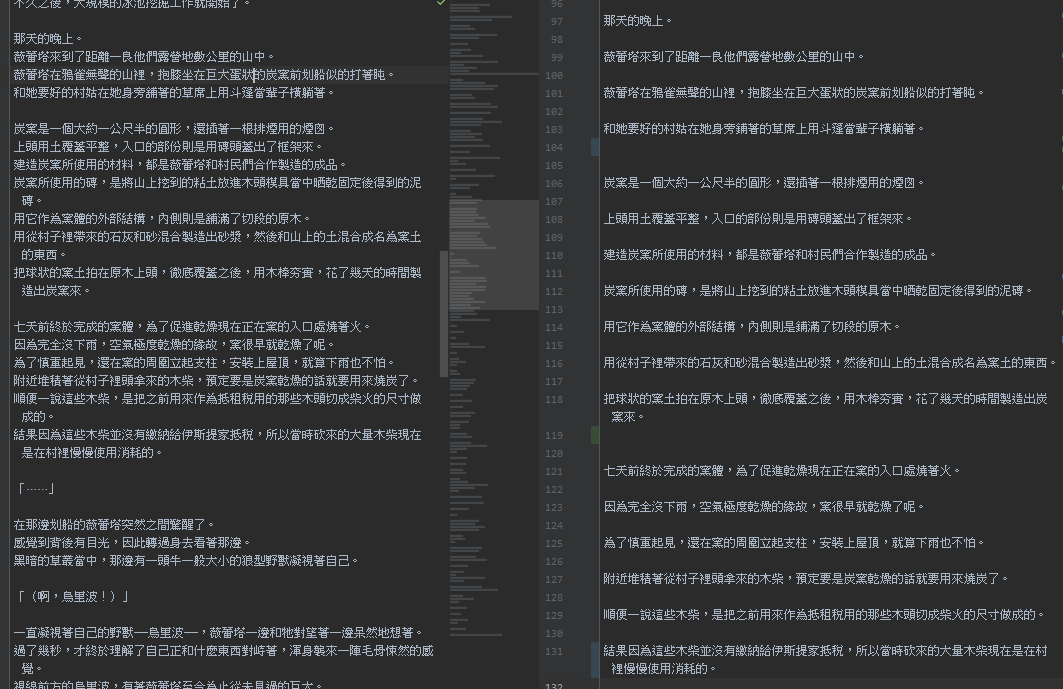 不久之後，大規模的冰池挖掘工作就開始了。
那天的晚上。
薇蕾塔來到了距離一良他們露營地數公里的山中。
薇蕾塔在鴉雀無聲的山裡，抱膝坐在巨大蛋狀的炭窯前划船似的打著盹。
和她要好的村姑在她身旁鋪著的草席上用斗篷當輩子橫躺著。
炭窯是一個大約一公尺半的圓形，還插著一根排煙用的煙囪。
上頭用土覆蓋平整，入口的部份則是用磚頭蓋出了框架來。
建造炭窯所使用的材料，都是薇蕾塔和村民們合作製造的成品。
炭窯所使用的磚，是將山上挖到的粘土放進木頭模具當中晒乾固定後得到的泥
磚。
用它作為窯體的外部結構，內側則是鋪滿了切段的原木。
用從村子裡帶來的石灰和砂混合製造出砂漿，然後和山上的土混合成名為窯土
的東西。
把球狀的窯土拍在原木上頭，徹底覆蓋之後，用木棒夯實，花了幾天的時間製
造出炭窯來。
七天前終於完成的窯體，為了促進乾燥現在正在窯的入口處燒著火。
因為完全沒下雨，空氣極度乾燥的緣故，窯很早就乾燥了呢。
為了慎重起見，還在窯的周圍立起支柱，安裝上屋頂，就算下雨也不怕。
附近堆積著從村子裡頭拿來的木柴，預定要是炭窯乾燥的話就要用來燒炭了。
順便一說這些木柴，是把之前用來作為抵租稅用的那些木頭切成柴火的尺寸做
成的。
結果因為這些木柴並沒有繳納給伊斯提家抵稅，所以當時砍來的大量木柴現在
是在村裡慢慢使用消耗的。
「……」
在那邊划船的薇蕾塔突然之間驚醒了。
感覺到背後有目光，因此轉過身去看著那邊。
黑暗的草叢當中，那邊有一頭牛一般大小的狼型野獸凝視著自己。
「（啊，烏里波！）」
一直凝視著自己的野獸──烏里波──，薇蕾塔一邊和牠對望著一邊呆然地想著。
過了幾秒，才終於理解了自己正和什麼東西對峙著，渾身襲來一陣毛骨悚然的感
覺。
視線前方的烏里波，有著薇蕾塔至今為止從未見過的巨大。
96
97
98
99
100
101
102
103
104
105
106
107
108
109
110
111
112
113
114
115
116
117
118
119
120
121
122
123
124
125
126
127
128
129
130
131
132
那天的晚上。
薇蕾塔來到了距離一良他們露營地數公里的山中。
薇蕾塔在鴉雀無聲的山裡，抱膝坐在巨大蛋狀的炭窯前划船似的打著盹。
和她要好的村姑在她身旁鋪著的草席上用斗篷當輩子橫躺著。
炭窯是一個大約一公尺半的圓形，還插著一根排煙用的煙囪。
上頭用土覆蓋平整，入口的部份則是用磚頭蓋出了框架來。
建造炭窯所使用的材料，都是薇蕾塔和村民們合作製造的成品。
炭窯所使用的磚，是將山上挖到的粘土放進木頭模具當中晒乾固定後得到的泥磚。
用它作為窯體的外部結構，內側則是鋪滿了切段的原木。
用從村子裡帶來的石灰和砂混合製造出砂漿，然後和山上的土混合成名為窯土的東西。
把球狀的窯土拍在原木上頭，徹底覆蓋之後，用木棒夯實，花了幾天的時間製造出炭
窯來。
七天前終於完成的窯體，為了促進乾燥現在正在窯的入口處燒著火。
因為完全沒下雨，空氣極度乾燥的緣故，窯很早就乾燥了呢。
為了慎重起見，還在窯的周圍立起支柱，安裝上屋頂，就算下雨也不怕。
附近堆積著從村子裡頭拿來的木柴，預定要是炭窯乾燥的話就要用來燒炭了。
順便一說這些木柴，是把之前用來作為抵租稅用的那些木頭切成柴火的尺寸做成的。
結果因為這些木柴並沒有繳納給伊斯提家抵稅，所以當時砍來的大量木柴現在是在村
裡慢慢使用消耗的。